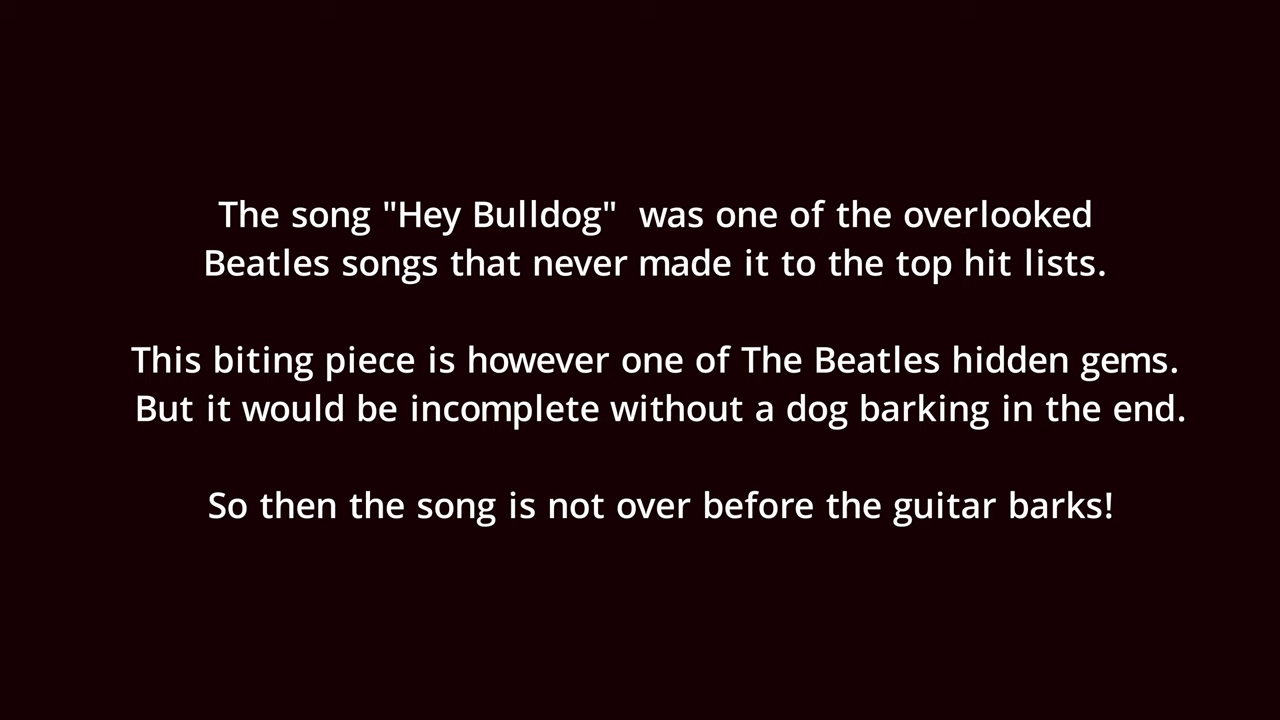 The song "Hey Bulldog"  was one of the overlooked
Beatles songs that never made it to the top hit lists.
This biting piece is however one of The Beatles hidden gems.
But it would be incomplete without a dog barking in the end.
So then the song is not over before the guitar barks!